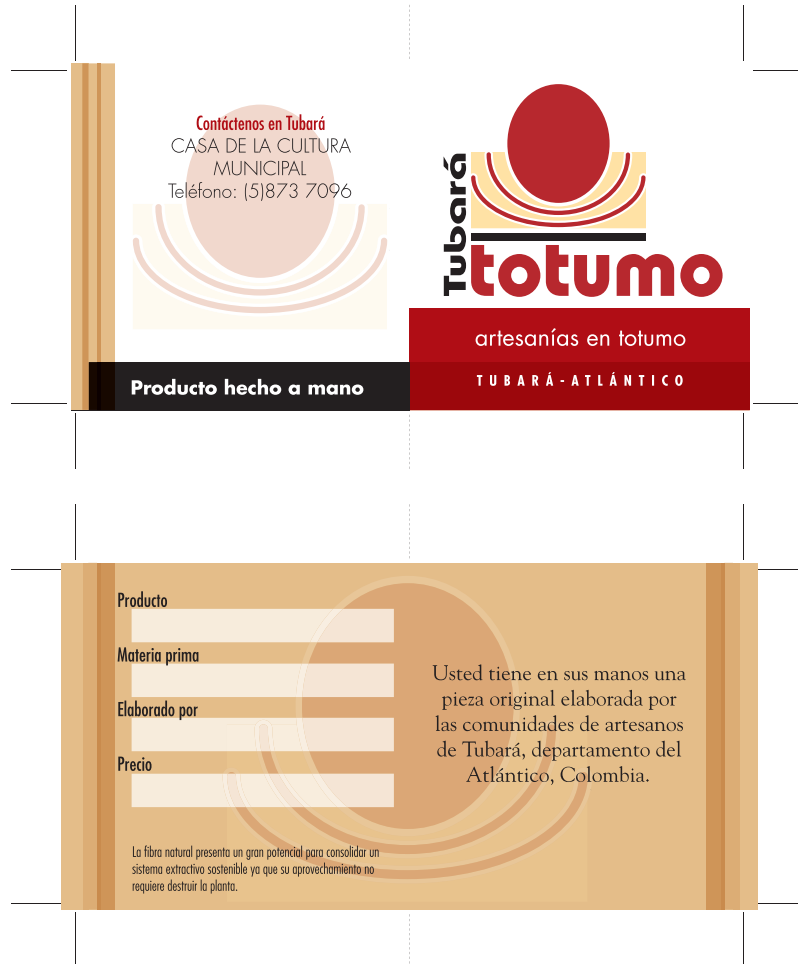 Contáctenos en Tubará
CASA DE LA CULTURA
MUNICIPAL
Teléfono: (5)873 7096
Producto hecho a mano
Tubará
totumo
artesanías en totumo
TUBARÁ-ATLÁNTICO
Producto
Materia prima
Elaborado por
Precio
La fibra natural presenta un gran potencial para consolidar un
sistema extractivo sostenible ya que su aprovechamiento no
requiere destruir la planta.
Usted tiene en sus manos una
pieza original elaborada por
las comunidades de artesanos
de Tubará, departamento del
Atlántico, Colombia.